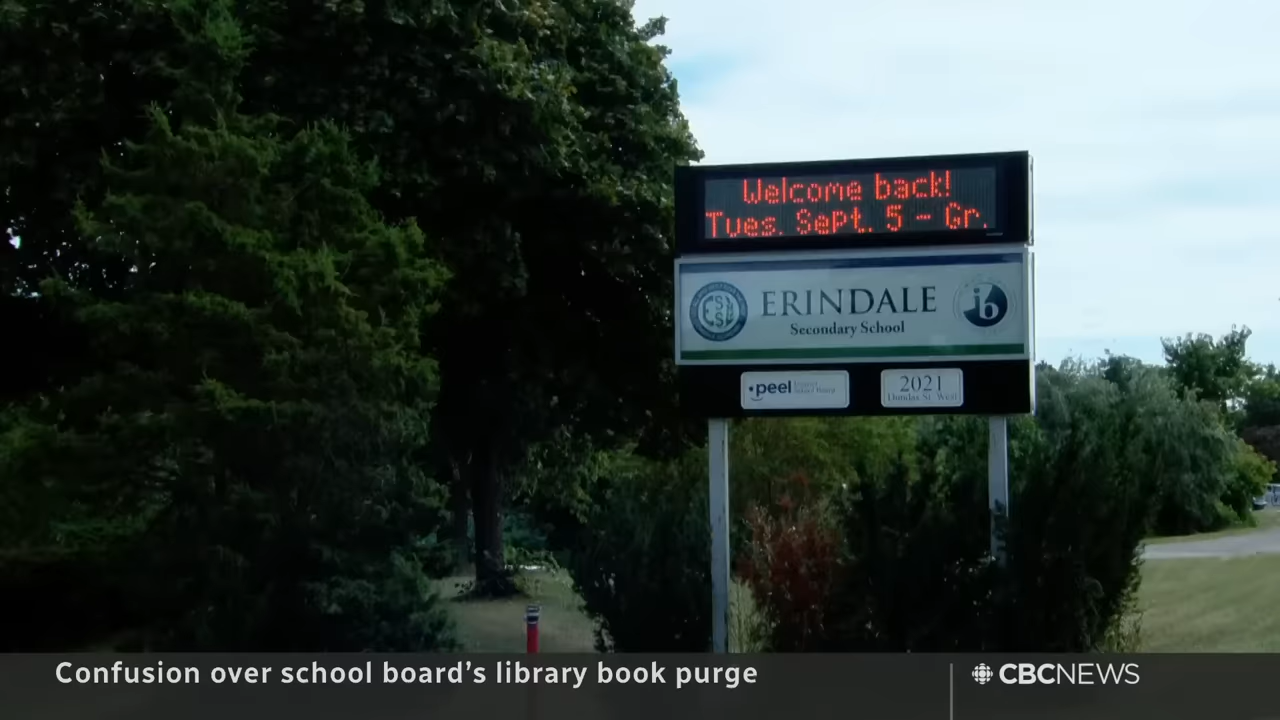 Welcome back!
Tues. Sept. 5 - Gr.
ERINDALE
Secondary School
ib
peel
2021
Dundas St. West
Confusion over school board's library book purge
CBCNEWS